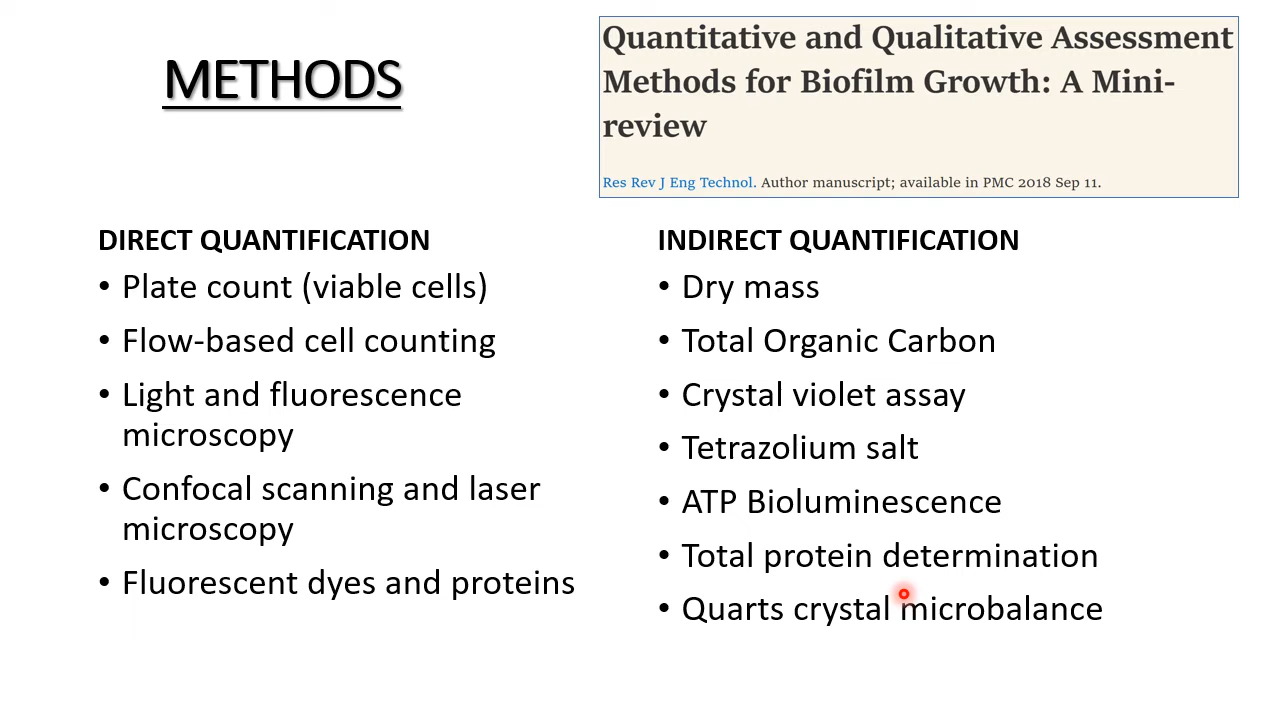 METHODS
Quantitative and Qualitative Assessment
Methods for Biofilm Growth: A Mini-
review
Res Rev J Eng Technol. Author manuscript; available in PMC 2018 Sep 11.
DIRECT QUANTIFICATION
• Plate count (viable cells)
• Flow-based cell counting
• Light and fluorescence
microscopy
• Confocal scanning and laser
microscopy
• Fluorescent dyes and proteins
INDIRECT QUANTIFICATION
• Dry mass
• Total Organic Carbon
• Crystal violet assay
• Tetrazolium salt
• ATP Bioluminescence
• Total protein determination
• Quarts crystal microbalance